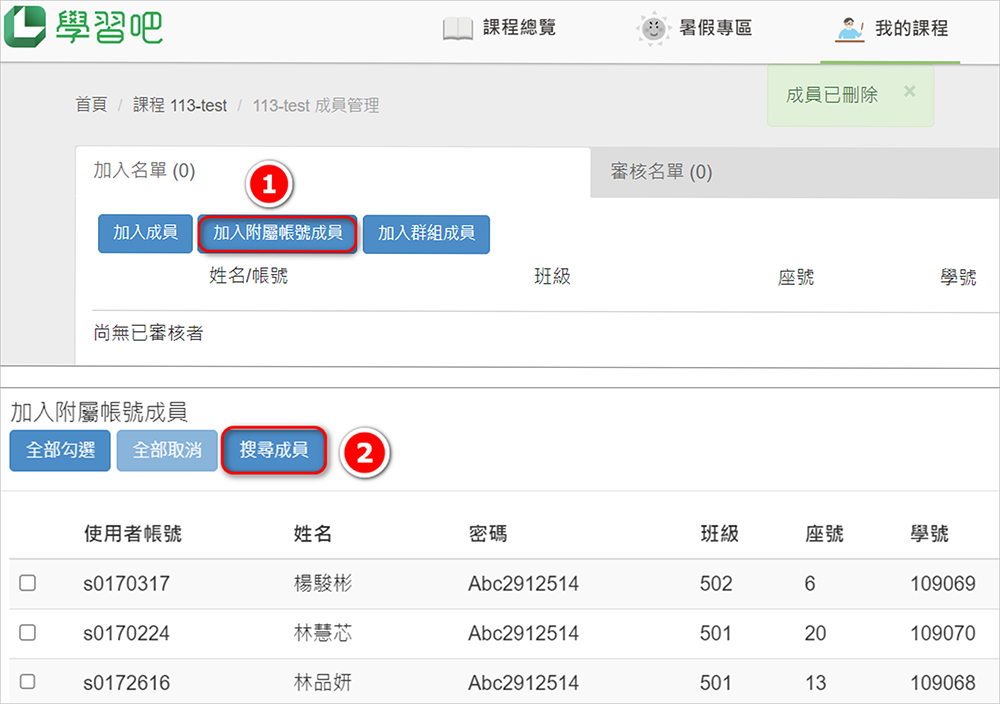 學習吧 課程總覽 暑假專區 我的課程
成員已刪除 ×
首頁 / 課程 113-test / 113-test 成員管理
加入名單 (0) 審核名單 (0)
1
加入成員 加入附屬帳號成員 加入群組成員
姓名/帳號 班級 座號 學號
尚無已審核者
加入附屬帳號成員
全部勾選 全部取消 搜尋成員 2
使用者帳號 姓名 密碼 班級 座號 學號
s0170317 楊駿彬 Abc2912514 502 6 109069
s0170224 林慧芯 Abc2912514 501 20 109070
s0172616 林品妍 Abc2912514 501 13 109068